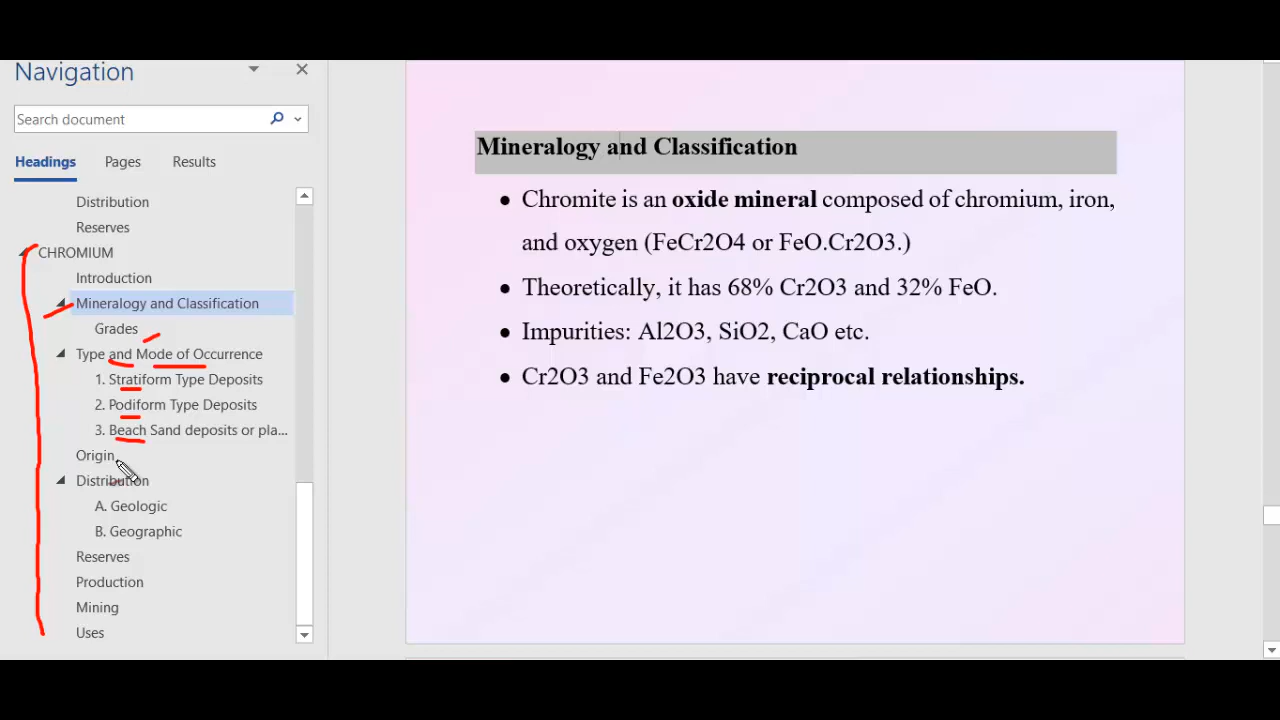 Navigation
Search document
Headings Pages Results
Distribution
Reserves
CHROMIUM
Introduction
Mineralogy and Classification
Grades
Type and Mode of Occurrence
1. Stratiform Type Deposits
2. Podiform Type Deposits
3. Beach Sand deposits or pla...
Origin
Distribution
A. Geologic
B. Geographic
Reserves
Production
Mining
Uses
Mineralogy and Classification
• Chromite is an oxide mineral composed of chromium, iron,
and oxygen (FeCr2O4 or FeO.Cr2O3.)
• Theoretically, it has 68% Cr2O3 and 32% FeO.
• Impurities: Al2O3, SiO2, CaO etc.
• Cr2O3 and Fe2O3 have reciprocal relationships.